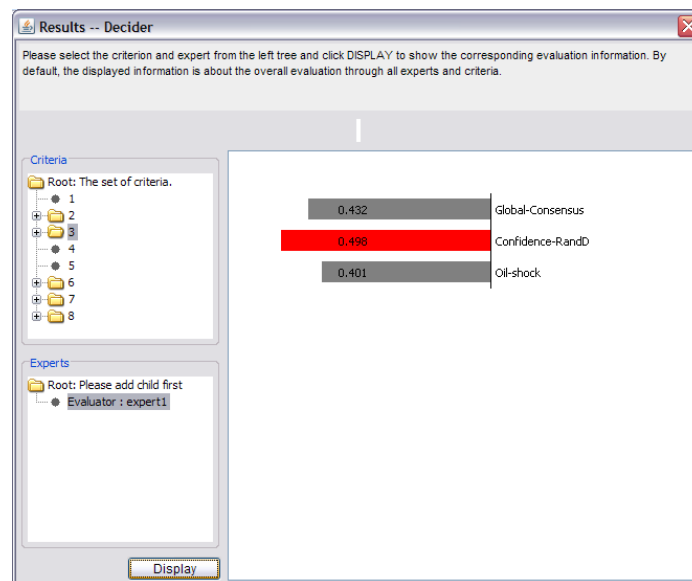 Results -- Decider
Please select the criterion and expert from the left tree and click DISPLAY to show the corresponding evaluation information. By
default, the displayed information is about the overall evaluation through all experts and criteria.
Criteria
Root: The set of criteria.
1
2
3
4
5
6
7
8
0.432 Global-Consensus
0.498 Confidence-RandD
0.401 Oil-shock
Experts
Root: Please add child first
Evaluator : expert1
Display